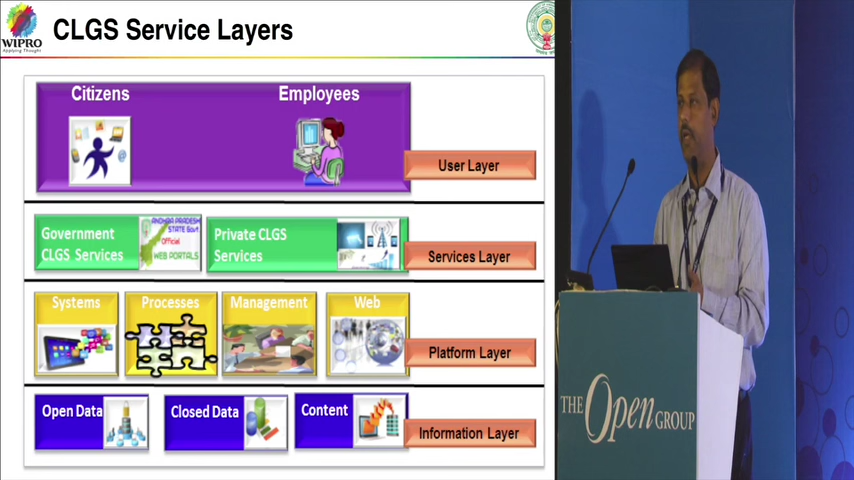 WIPRO
Applying Thought
CLGS Service Layers
Citizens
Employees
User Layer
Government
CLGS Services
ANDHRA PRADESH
STATE Govt.
Official
WEB PORTALS
Private CLGS
Services
Services Layer
Systems
Processes
Management
Web
Platform Layer
Open Data
Closed Data
Content
Information Layer
THE Open GROUP